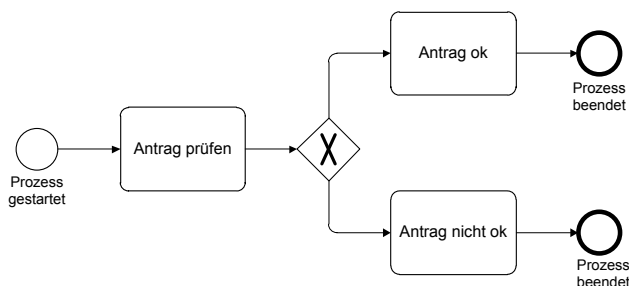 Prozess
gestartet
Antrag prüfen
X
Antrag ok
Prozess
beendet
Antrag nicht ok
Prozess
beendet